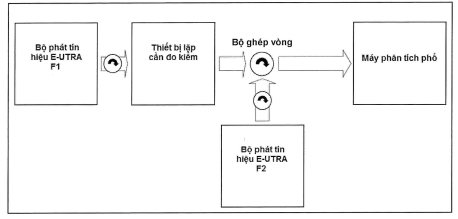 Bộ phát tín
hiệu E-UTRA
F1
Thiết bị lặp
cần đo kiểm
Bộ ghép vòng
Máy phân tích phổ
Bộ phát tín
hiệu E-UTRA
F2